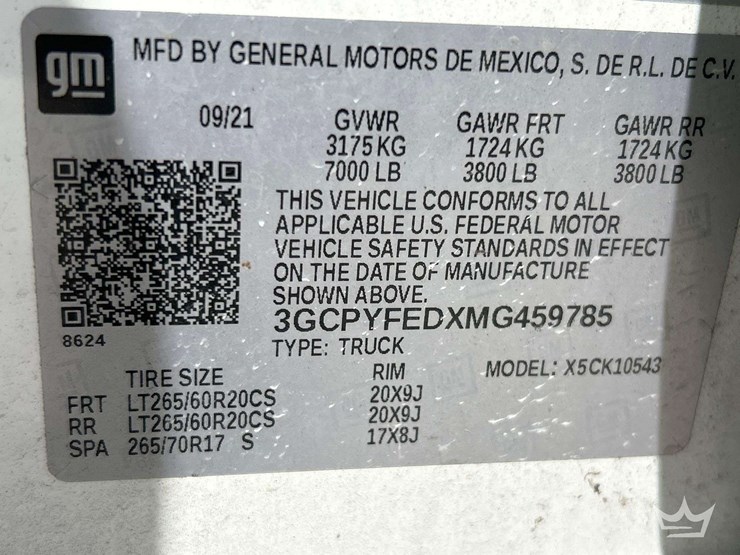 gm
MFD BY GENERAL MOTORS DE MEXICO, S. DE R.L. DE C.V.
09/21 GVWR GAWR FRT GAWR RR
3175 KG 1724 KG 1724 KG
7000 LB 3800 LB 3800 LB
THIS VEHICLE CONFORMS TO ALL
APPLICABLE U.S. FEDERAL MOTOR
VEHICLE SAFETY STANDARDS IN EFFECT
ON THE DATE OF MANUFACTURE
SHOWN ABOVE.
3GCPYFEDXMG459785
8624
TYPE: TRUCK MODEL: X5CK10543
TIRE SIZE RIM
FRT LT265/60R20CS 20X9J
RR LT265/60R20CS 20X9J
SPA 265/70R17 S 17X8J